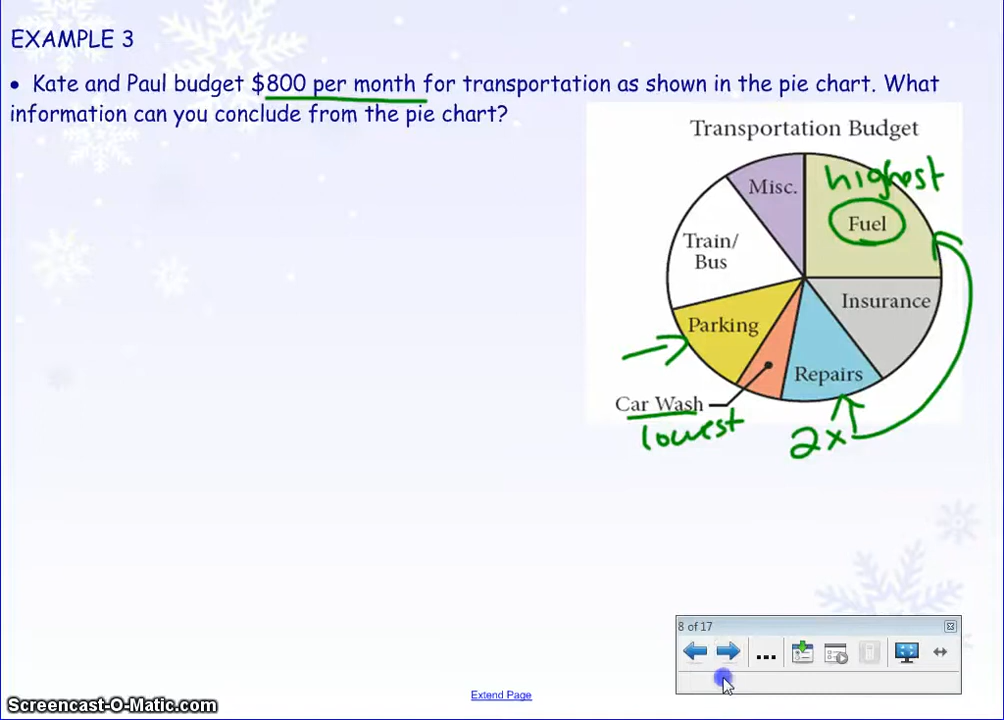 EXAMPLE 3
• Kate and Paul budget $800 per month for transportation as shown in the pie chart. What
information can you conclude from the pie chart?
Transportation Budget
highest
Misc.
Fuel
Train/
Bus
Insurance
Parking
Repairs
Car Wash
lowest
2x
8 of 17
...
Extend Page
Screencast-O-Matic.com